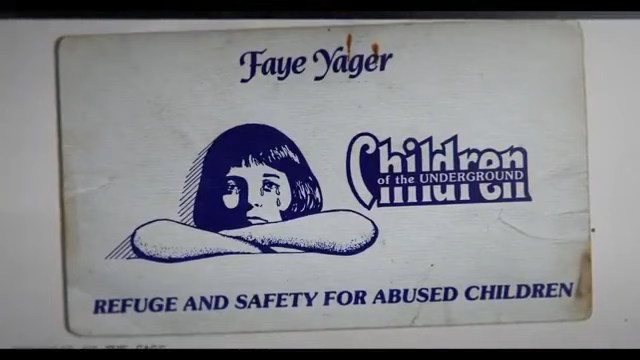 Faye Yager
Children
of the UNDERGROUND
REFUGE AND SAFETY FOR ABUSED CHILDREN